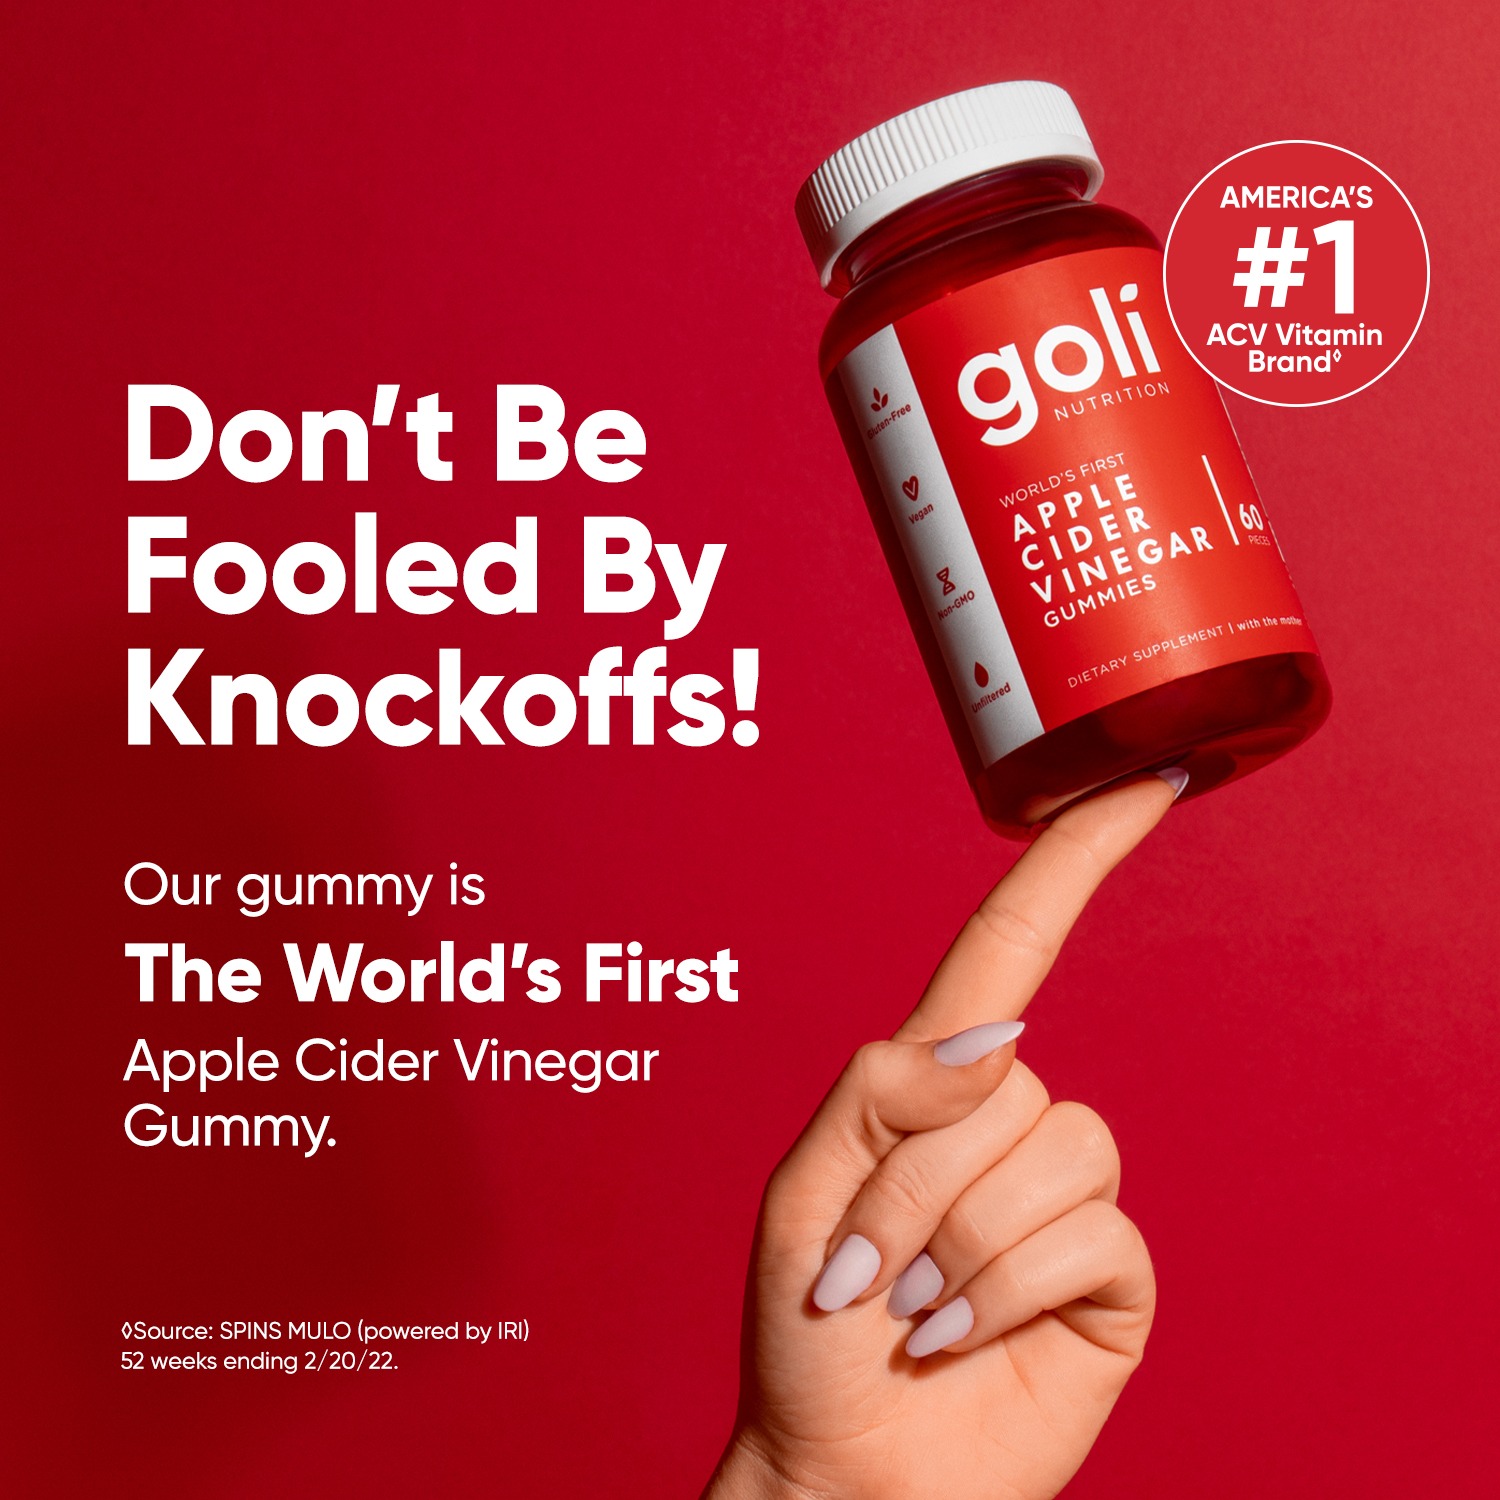 AMERICA'S
#1
ACV Vitamin
Brand◊
goli
NUTRITION
Gluten-Free
Vegan
Non-GMO
Unfiltered
WORLD'S FIRST
APPLE
CIDER
VINEGAR
GUMMIES
60
PIECES
DIETARY SUPPLEMENT | with the mother
Don't Be
Fooled By
Knockoffs!
Our gummy is
The World's First
Apple Cider Vinegar
Gummy.
◊Source: SPINS MULO (powered by IRI)
52 weeks ending 2/20/22.